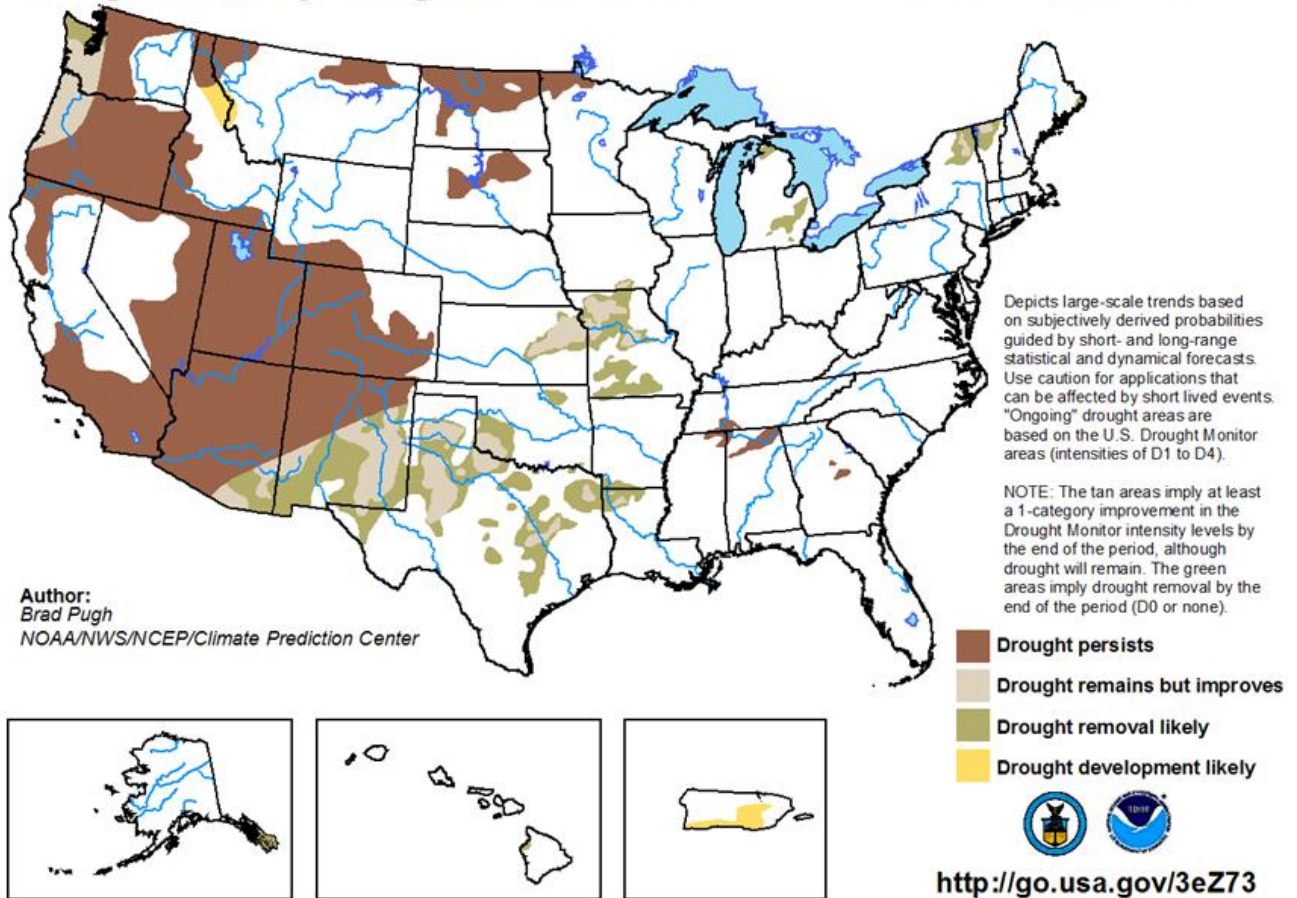 Depicts large-scale trends based
on subjectively derived probabilities
guided by short- and long-range
statistical and dynamical forecasts.
Use caution for applications that
can be affected by short lived events.
"Ongoing" drought areas are
based on the U.S. Drought Monitor
areas (intensities of D1 to D4).
NOTE: The tan areas imply at least
a 1-category improvement in the
Drought Monitor intensity levels by
the end of the period, although
drought will remain. The green
areas imply drought removal by the
end of the period (D0 or none).
Author:
Brad Pugh
NOAA/NWS/NCEP/Climate Prediction Center
Drought persists
Drought remains but improves
Drought removal likely
Drought development likely
http://go.usa.gov/3eZ73